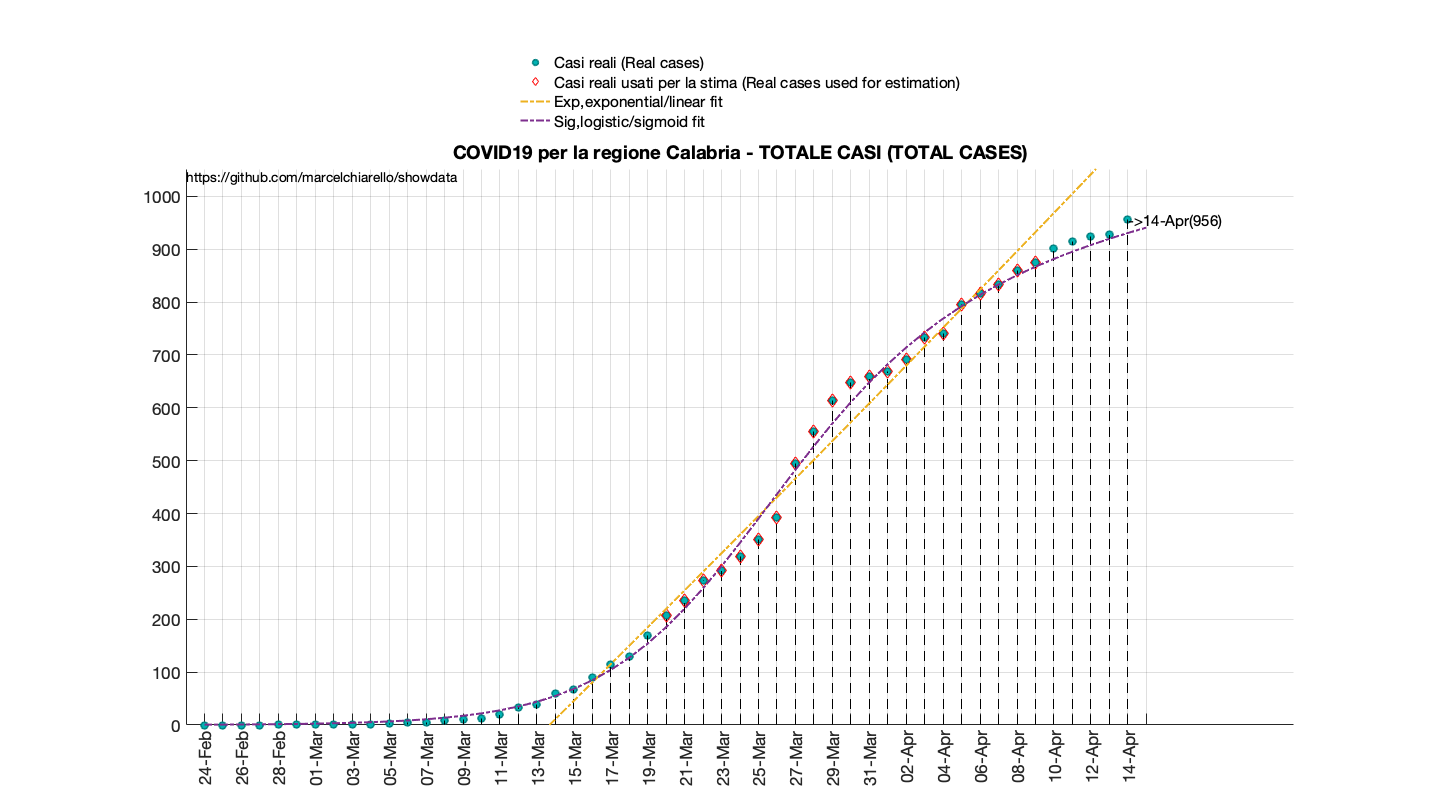 Casi reali (Real cases)
Casi reali usati per la stima (Real cases used for estimation)
Exp,exponential/linear fit
Sig,logistic/sigmoid fit
COVID19 per la regione Calabria - TOTALE CASI (TOTAL CASES)
https://github.com/marcelchiarello/showdata
1000
900
800
700
600
500
400
300
200
100
0
->14-Apr(956)
24-Feb
26-Feb
28-Feb
01-Mar
03-Mar
05-Mar
07-Mar
09-Mar
11-Mar
13-Mar
15-Mar
17-Mar
19-Mar
21-Mar
23-Mar
25-Mar
27-Mar
29-Mar
31-Mar
02-Apr
04-Apr
06-Apr
08-Apr
10-Apr
12-Apr
14-Apr